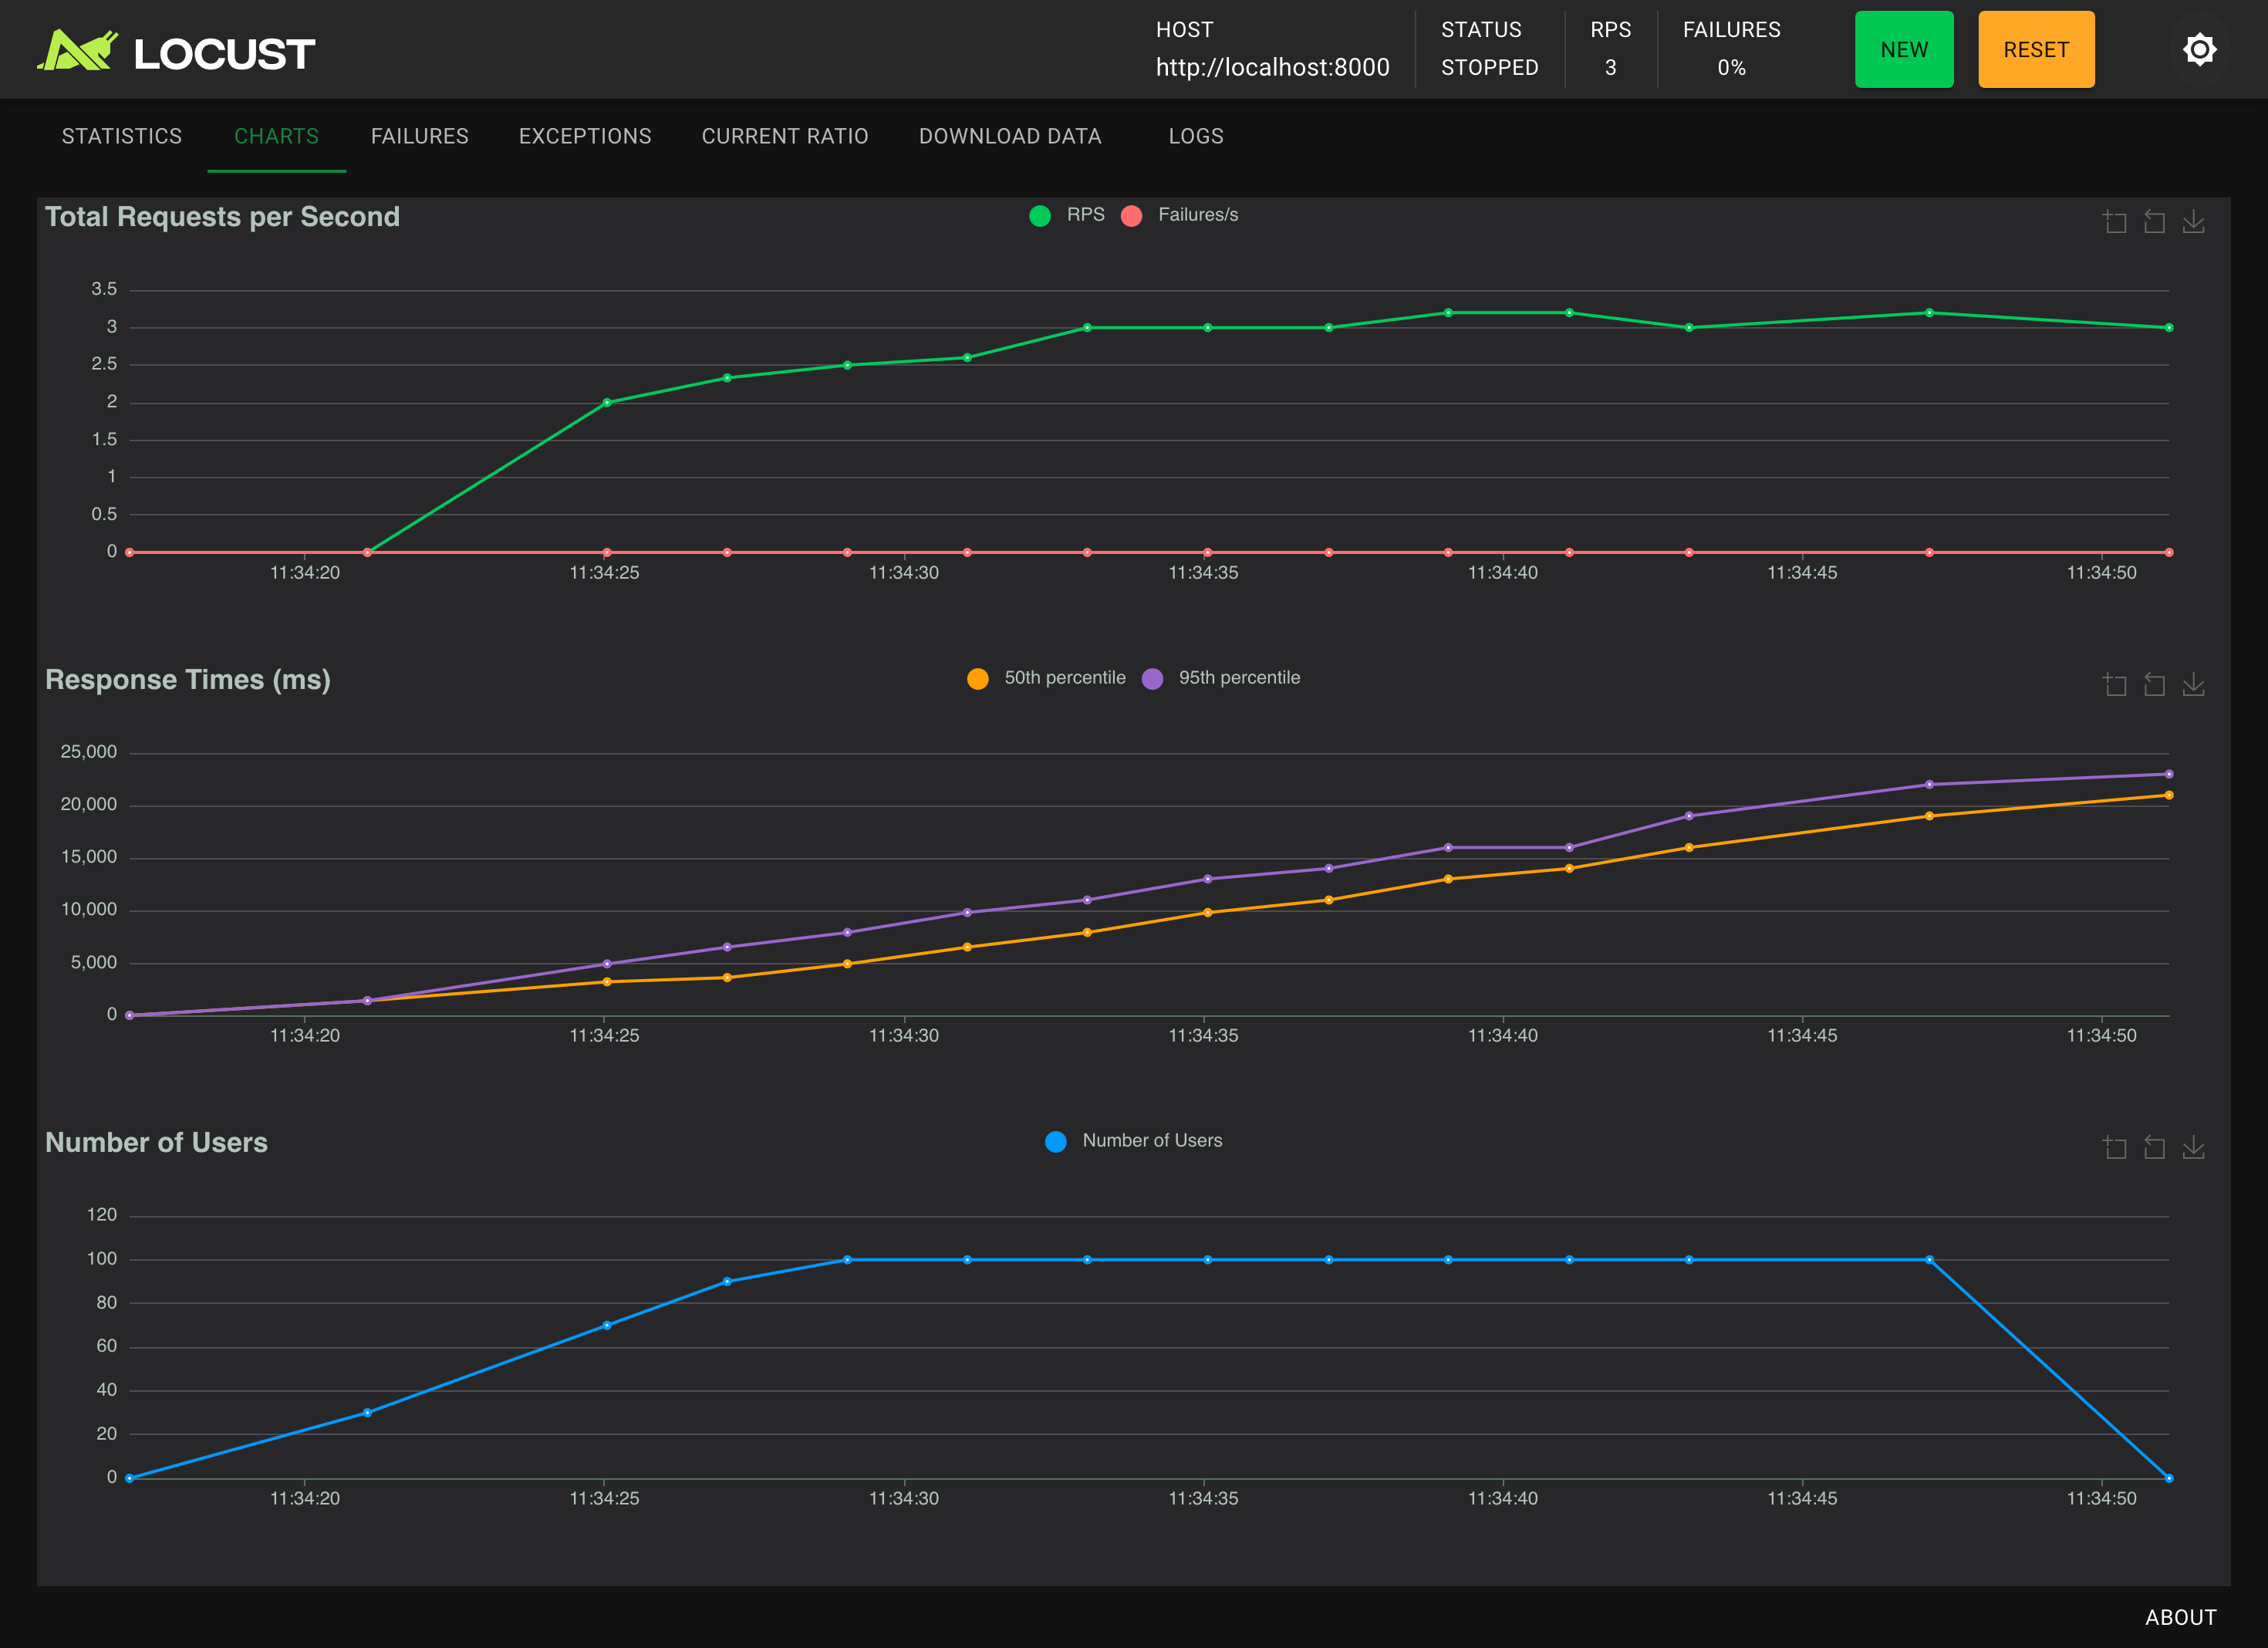 LOCUST
HOST
http://localhost:8000
STATUS
STOPPED
RPS
3
FAILURES
0%
NEW
RESET
STATISTICS CHARTS FAILURES EXCEPTIONS CURRENT RATIO DOWNLOAD DATA LOGS
Total Requests per Second
RPS Failures/s
3.5
3
2.5
2
1.5
1
0.5
0
11:34:20 11:34:25 11:34:30 11:34:35 11:34:40 11:34:45 11:34:50
Response Times (ms)
50th percentile 95th percentile
25,000
20,000
15,000
10,000
5,000
0
11:34:20 11:34:25 11:34:30 11:34:35 11:34:40 11:34:45 11:34:50
Number of Users
Number of Users
120
100
80
60
40
20
0
11:34:20 11:34:25 11:34:30 11:34:35 11:34:40 11:34:45 11:34:50
ABOUT